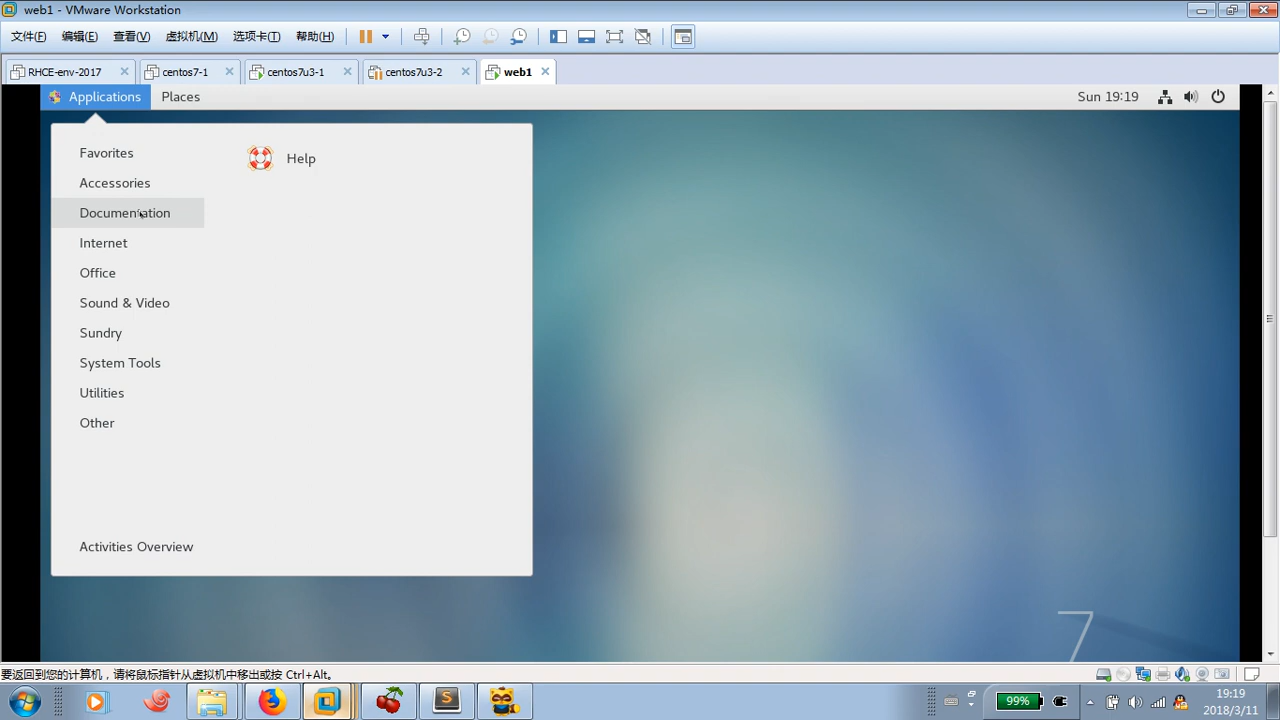 web1 - VMware Workstation
文件(F) 编辑(E) 查看(V) 虚拟机(M) 选项卡(T) 帮助(H)
RHCE-env-2017 centos7-1 centos7u3-1 centos7u3-2 web1
Applications Places Sun 19:19
Favorites
Help
Accessories
Documentation
Internet
Office
Sound & Video
Sundry
System Tools
Utilities
Other
Activities Overview
7
要返回到您的计算机，请将鼠标指针从虚拟机中移出或按 Ctrl+Alt。
S
99%
19:19
2018/3/11